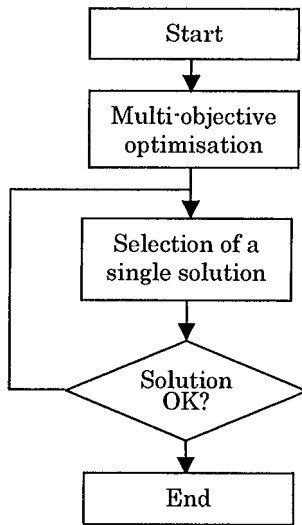 Start
Multi-objective
optimisation
Selection of a
single solution
Solution
OK?
End